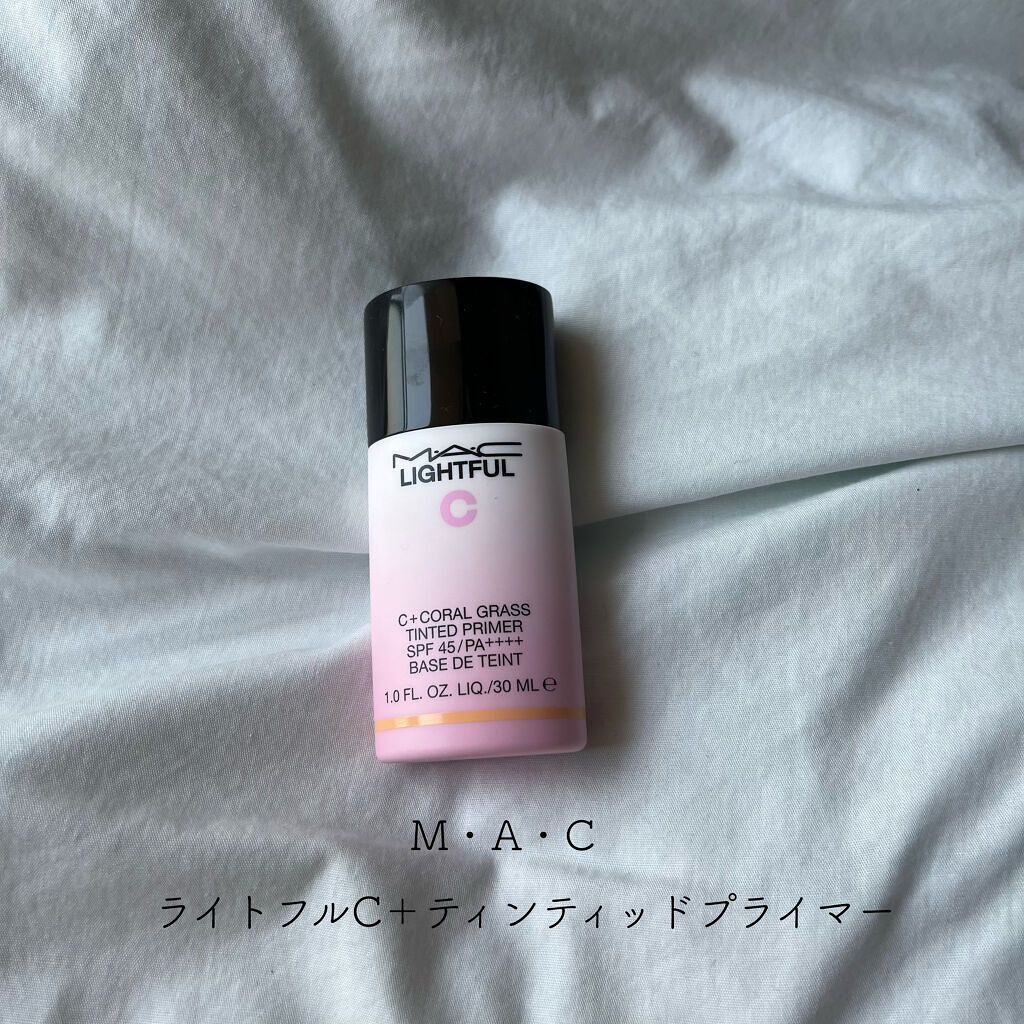 M·A·C
LIGHTFUL
C
C+CORAL GRASS
TINTED PRIMER
SPF 45/PA++++
BASE DE TEINT
1.0 FL. OZ. LIQ./30 ML ℮
M・A・C
ライトフルC＋ティンティッドプライマー